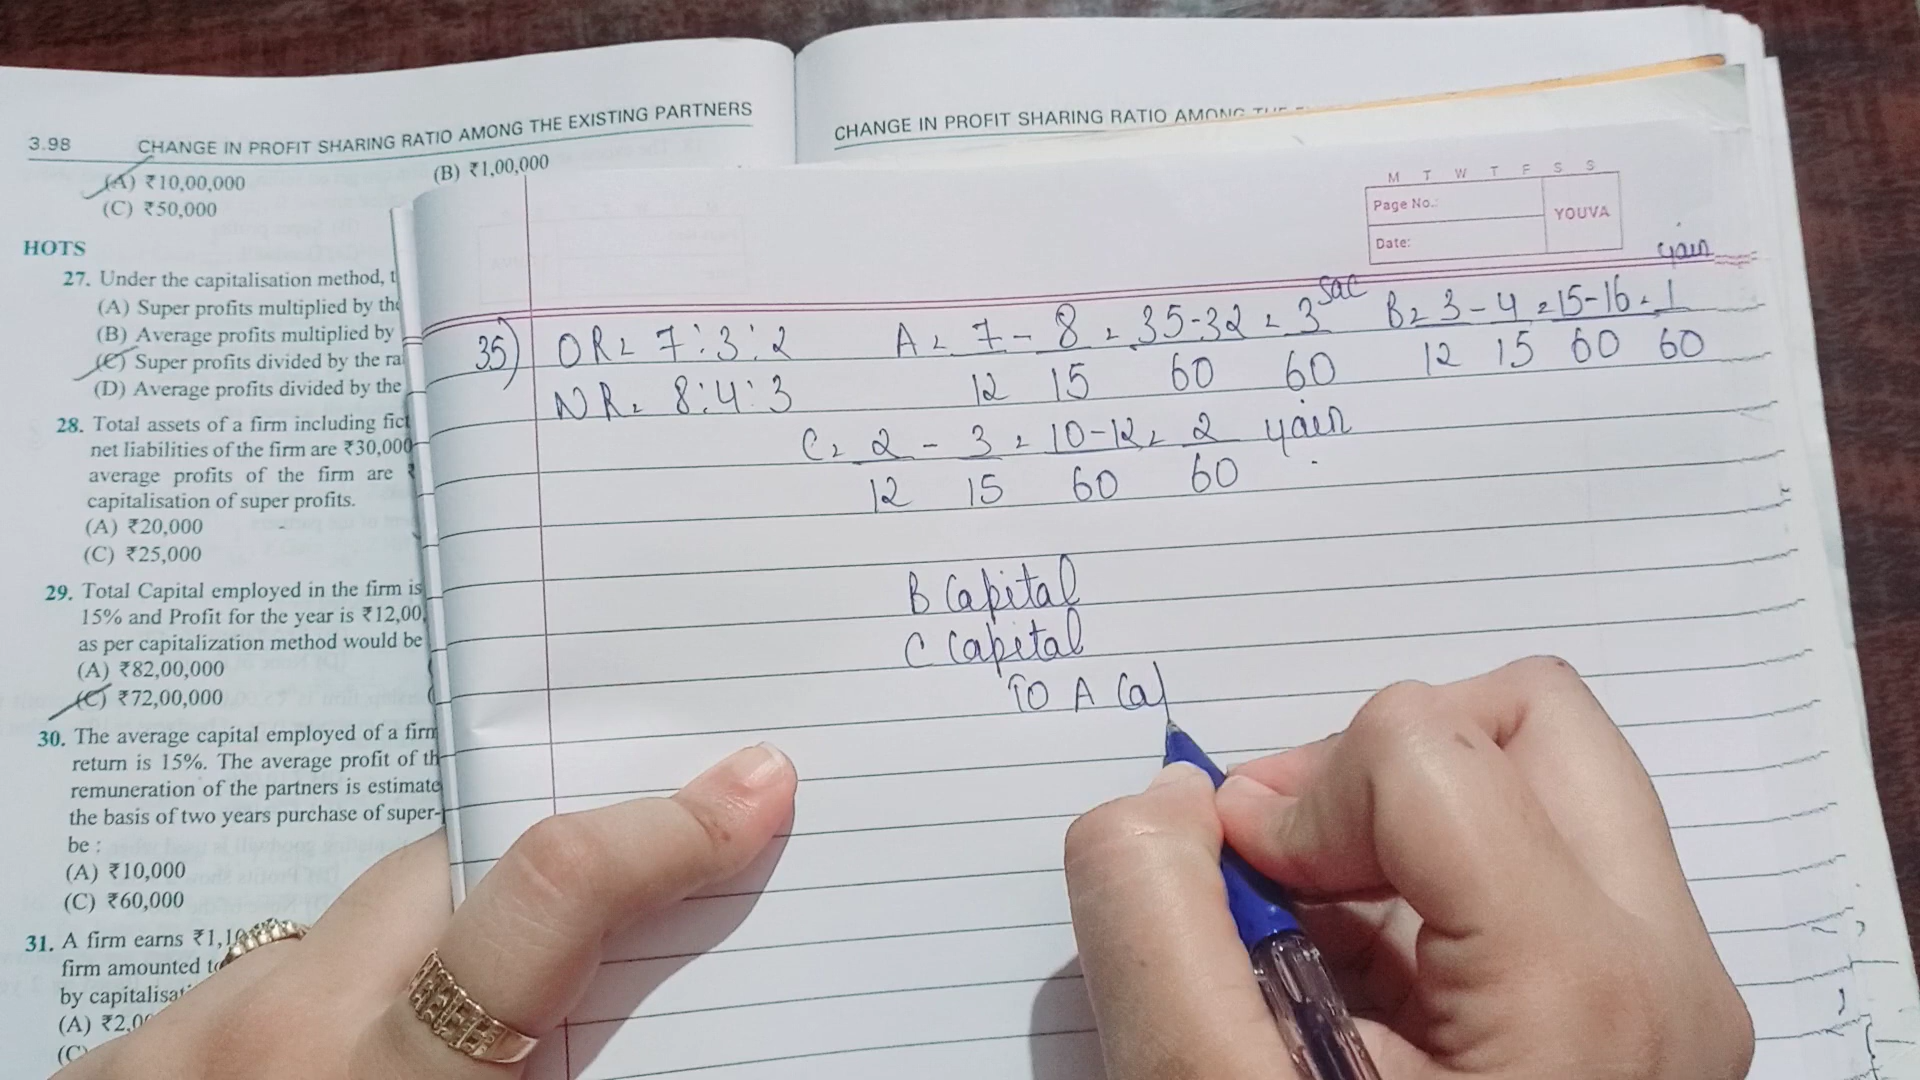 3.98 CHANGE IN PROFIT SHARING RATIO AMONG THE EXISTING PARTNERS
(A) ₹10,00,000 (B) ₹1,00,000
(C) ₹50,000
HOTS
27. Under the capitalisation method,
(A) Super profits multiplied by the
(B) Average profits multiplied by
(C) Super profits divided by the
(D) Average profits divided by the
28. Total assets of a firm including
net liabilities of the firm are ₹30,000
average profits of the firm are
capitalisation of super profits.
(A) ₹20,000
(C) ₹25,000
29. Total Capital employed in the firm is
15% and Profit for the year is ₹12,00,
as per capitalization method would be
(A) ₹82,00,000
(C) ₹72,00,000
30. The average capital employed of a firm
return is 15%. The average profit of
remuneration of the partners is estimate
the basis of two years purchase of super-
be :
(A) ₹10,000
(C) ₹60,000
31. A firm earns ₹1,10
firm amounted
by
(A) ₹2,0
(C)
CHANGE IN PROFIT SHARING RATIO AMONG
M T W T F S S
Page No.:
YOUVA
Date:
35) OR = 7:3:2 A = 7/12 - 8/15 = 35-32/60 = 3/60 Sac B = 3/12 - 4/15 = 15-16/60 = 1/60 gain
NR = 8:4:3
C = 2/12 - 3/15 = 10-12/60 = 2/60 gain
B Capital
C Capital
To A Ca